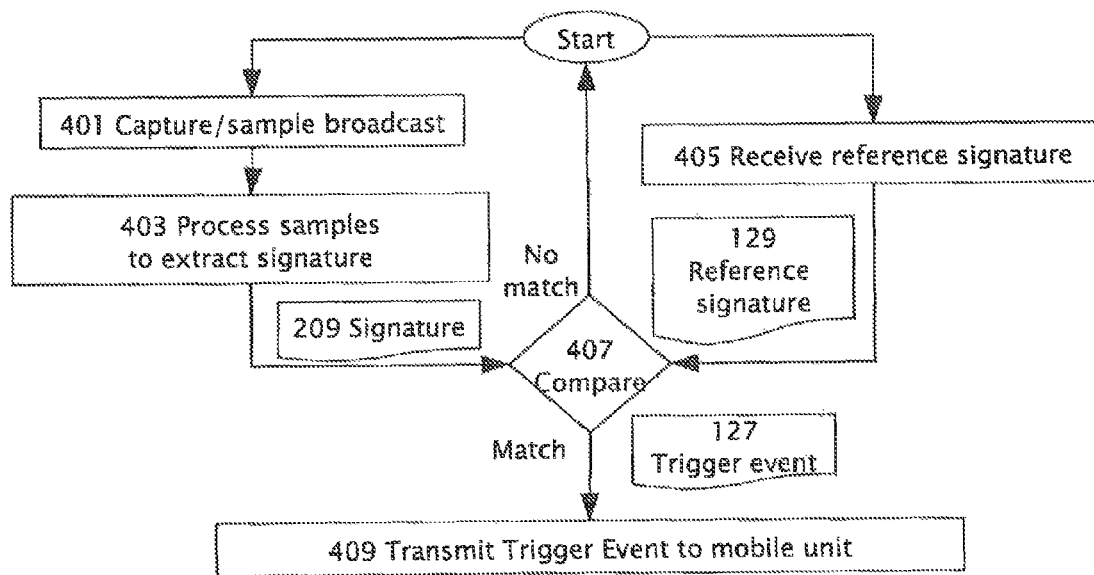 Start
401 Capture/sample broadcast
405 Receive reference signature
403 Process samples
to extract signature
129
Reference
signature
No
match
209 Signature
407
Compare
Match
127
Trigger event
409 Transmit Trigger Event to mobile unit